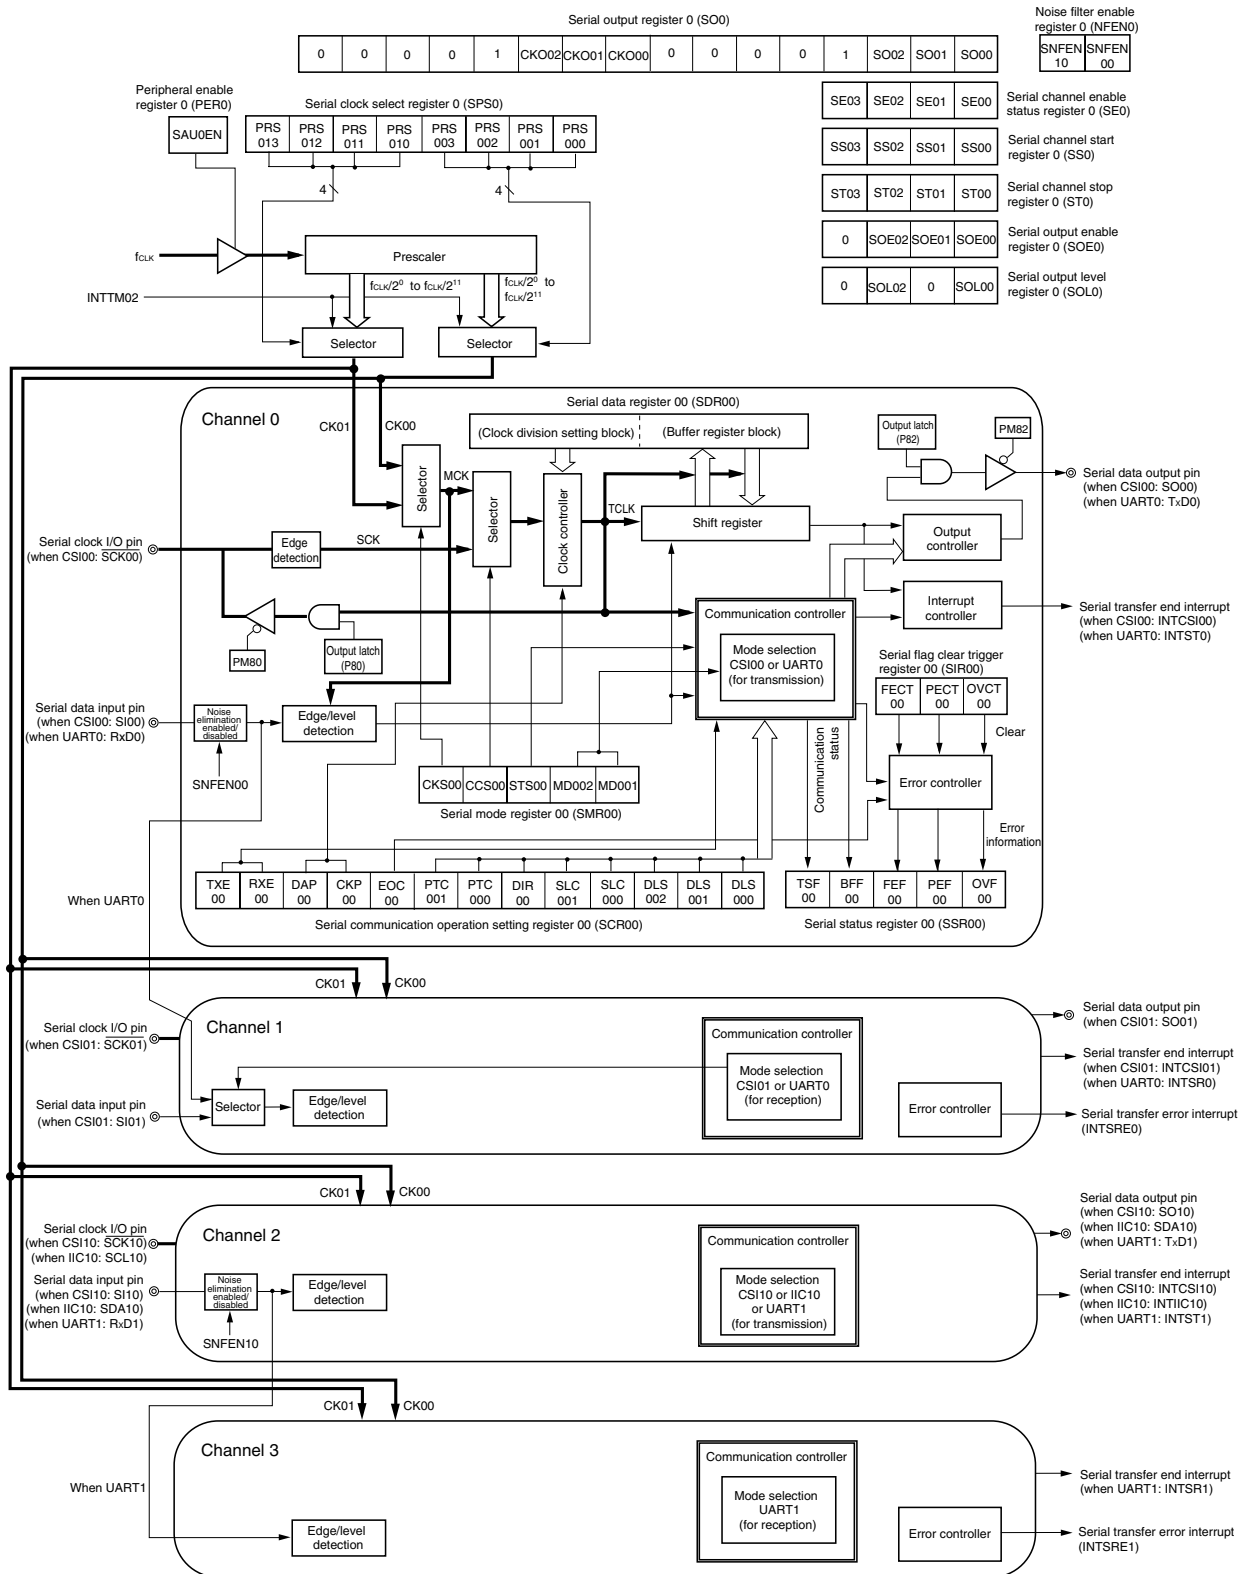 Serial output register 0 (SO0)
0 0 0 0 1 CKO02 CKO01 CKO00 0 0 0 0 1 SO02 SO01 SO00
Noise filter enable
register 0 (NFEN0)
SNFEN SNFEN
10 00
Peripheral enable
register 0 (PER0)
SAU0EN
Serial clock select register 0 (SPS0)
PRS PRS PRS PRS PRS PRS PRS PRS
013 012 011 010 003 002 001 000
4
4
SE03 SE02 SE01 SE00
Serial channel enable
status register 0 (SE0)
SS03 SS02 SS01 SS00
Serial channel start
register 0 (SS0)
ST03 ST02 ST01 ST00
Serial channel stop
register 0 (ST0)
0 SOE02 SOE01 SOE00
Serial output enable
register 0 (SOE0)
0 SOL02 0 SOL00
Serial output level
register 0 (SOL0)
fCLK
Prescaler
INTTM02
fCLK/2⁰ to fCLK/2¹¹
fCLK/2⁰ to
fCLK/2¹¹
Selector
Selector
Channel 0
CK01
CK00
Serial data register 00 (SDR00)
(Clock division setting block)
(Buffer register block)
Selector
MCK
Selector
Clock controller
TCLK
Shift register
Output latch
(P82)
PM82
Serial data output pin
(when CSI00: SO00)
(when UART0: TxD0)
Output
controller
Serial clock I/O pin
(when CSI00: SCK00)
Edge
detection
SCK
Communication controller
Mode selection
CSI00 or UART0
(for transmission)
Interrupt
controller
Serial transfer end interrupt
(when CSI00: INTCSI00)
(when UART0: INTST0)
PM80
Output latch
(P80)
Serial flag clear trigger
register 00 (SIR00)
FECT PECT OVCT
00 00 00
Clear
Serial data input pin
(when CSI00: SI00)
(when UART0: RxD0)
Noise
elimination
enabled/
disabled
SNFEN00
Edge/level
detection
Communication
status
Error controller
Error
information
CKS00 CCS00 STS00 MD002 MD001
Serial mode register 00 (SMR00)
When UART0
TXE RXE DAP CKP EOC PTC PTC DIR SLC SLC DLS DLS DLS
00 00 00 00 00 001 000 00 001 000 002 001 000
Serial communication operation setting register 00 (SCR00)
TSF BFF FEF PEF OVF
00 00 00 00 00
Serial status register 00 (SSR00)
CK01
CK00
Channel 1
Serial clock I/O pin
(when CSI01: SCK01)
Serial data input pin
(when CSI01: SI01)
Selector
Edge/level
detection
Communication controller
Mode selection
CSI01 or UART0
(for reception)
Error controller
Serial data output pin
(when CSI01: SO01)
Serial transfer end interrupt
(when CSI01: INTCSI01)
(when UART0: INTSR0)
Serial transfer error interrupt
(INTSRE0)
CK01
CK00
Channel 2
Serial clock I/O pin
(when CSI10: SCK10)
(when IIC10: SCL10)
Serial data input pin
(when CSI10: SI10)
(when IIC10: SDA10)
(when UART1: RxD1)
Noise
elimination
enabled/
disabled
SNFEN10
Edge/level
detection
Communication controller
Mode selection
CSI10 or IIC10
or UART1
(for transmission)
Serial data output pin
(when CSI10: SO10)
(when IIC10: SDA10)
(when UART1: TxD1)
Serial transfer end interrupt
(when CSI10: INTCSI10)
(when IIC10: INTIIC10)
(when UART1: INTST1)
CK01
CK00
Channel 3
When UART1
Edge/level
detection
Communication controller
Mode selection
UART1
(for reception)
Error controller
Serial transfer end interrupt
(when UART1: INTSR1)
Serial transfer error interrupt
(INTSRE1)